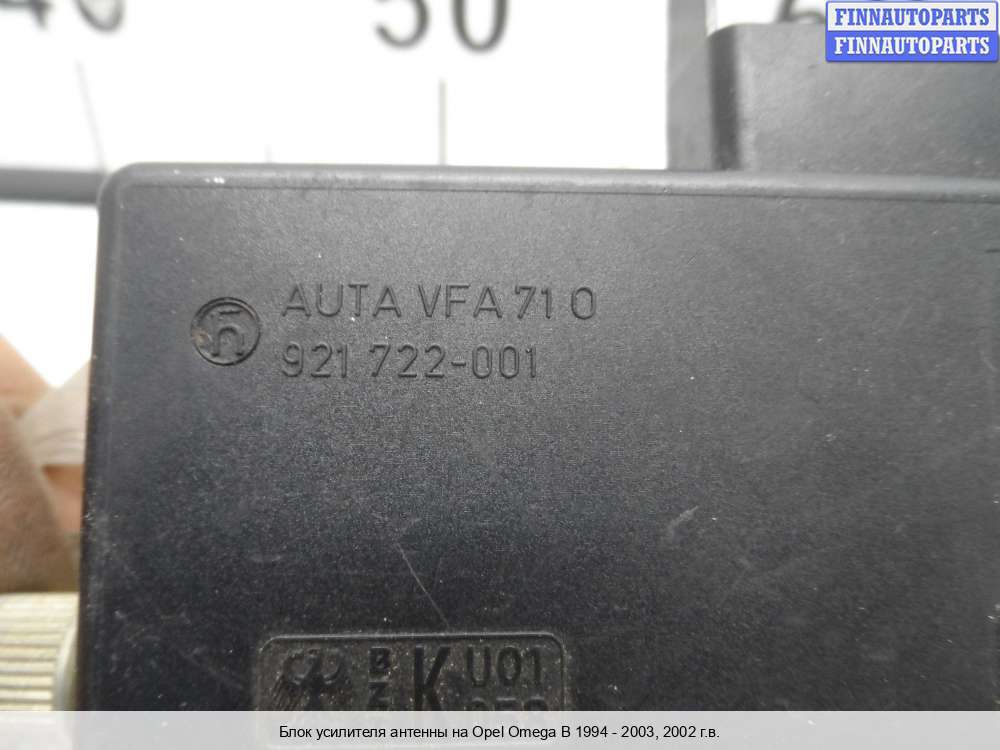 50
FINNAUTOPARTS
FINNAUTOPARTS
AUTA VFA 71 O
921 722-001
B K U01
Z
Блок усилителя антенны на Opel Omega B 1994 - 2003, 2002 г.в.